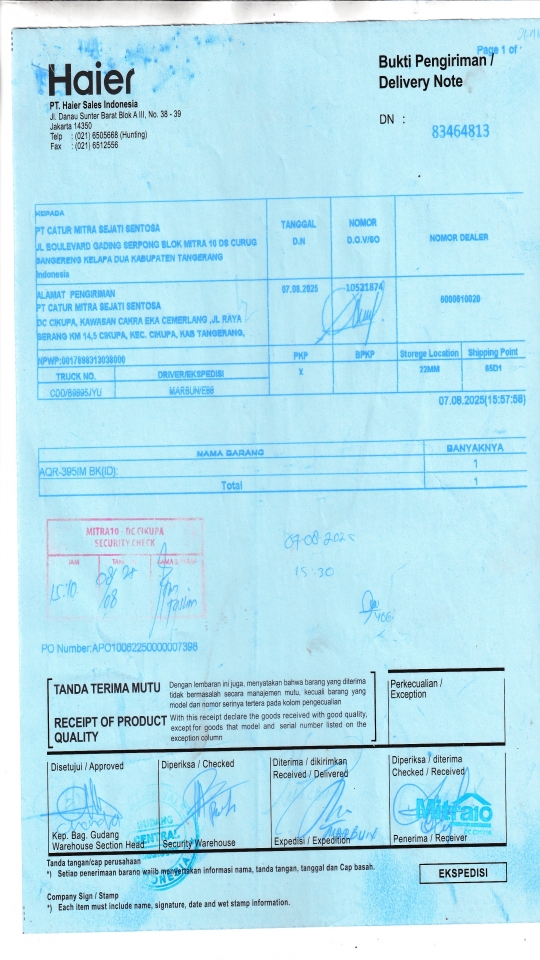 Page 1 of
Haier
Bukti Pengiriman /
Delivery Note
PT. Haier Sales Indonesia
Jl. Danau Sunter Barat Blok A III, No. 38 - 39
Jakarta 14350
Telp : (021) 6505668 (Hunting)
Fax : (021) 6512556
DN : 83464813
KEPADA
PT CATUR MITRA SEJATI SENTOSA
JL BOULEVARD GADING SERPONG BLOK MITRA 10 DS CURUG
SANGERENG KELAPA DUA KABUPATEN TANGERANG
Indonesia
TANGGAL
D.N
NOMOR
D.O.V/SO
NOMOR DEALER
ALAMAT PENGIRIMAN
PT CATUR MITRA SEJATI SENTOSA
DC CIKUPA, KAWASAN CAKRA EKA CEMERLANG ,JL RAYA
SERANG KM 14,5 CIKUPA, KEC. CIKUPA, KAB TANGERANG,
07.08.2025
10521874
NPWP:
PKP
BPKP
Storege Location
Shipping Point
TRUCK NO.
DRIVER/EKSPEDISI
X
22MM
65D1
MARBUN/E88
07.08.2025(15:57:58)
NAMA BARANG
BANYAKNYA
AQR-395IM BK(ID):
1
Total
1
MITRA10 - DC CIKUPA
SECURITY CHECK
JAM
15:10
09-08-2025
15-30
PO Number:APO10062250000007398
TANDA TERIMA MUTU
Dengan lembaran ini juga, menyatakan bahwa barang yang diterima
tidak bermasalah secara manajemen mutu, kecuali barang yang
model dan nomor serinya tertera pada kolom pengecualian
RECEIPT OF PRODUCT
QUALITY
With this receipt declare the goods received with good quality,
except for goods that model and serial number listed on the
exception column
Perkecualian /
Exception
Disetujui / Approved
Diperiksa / Checked
Diterima / dikirimkan
Received / Delivered
Diperiksa / diterima
Checked / Received
MARBUN
Mitra10
GUDANG
CENTRAL
Kep. Bag. Gudang
Warehouse Section Head
Security Warehouse
Expedisi / Expedition
Penerima / Receiver
Tanda tangan/cap perusahaan
*) Setiap penerimaan barang wajib menyertakan informasi nama, tanda tangan, tanggal dan Cap basah.
EKSPEDISI
Company Sign / Stamp
*) Each item must include name, signature, date and wet stamp information.